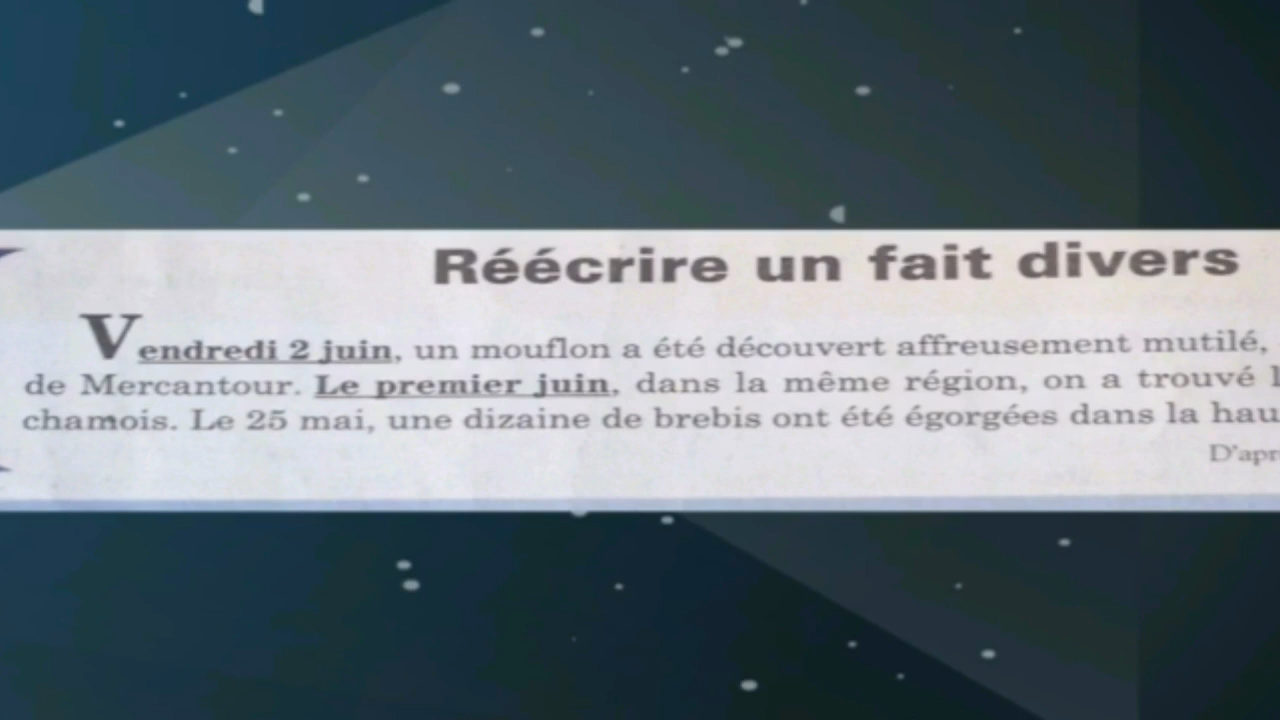 Réécrire un fait divers
Vendredi 2 juin, un mouflon a été découvert affreusement mutilé,
de Mercantour. Le premier juin, dans la même région, on a trouvé
chamois. Le 25 mai, une dizaine de brebis ont été égorgées dans la